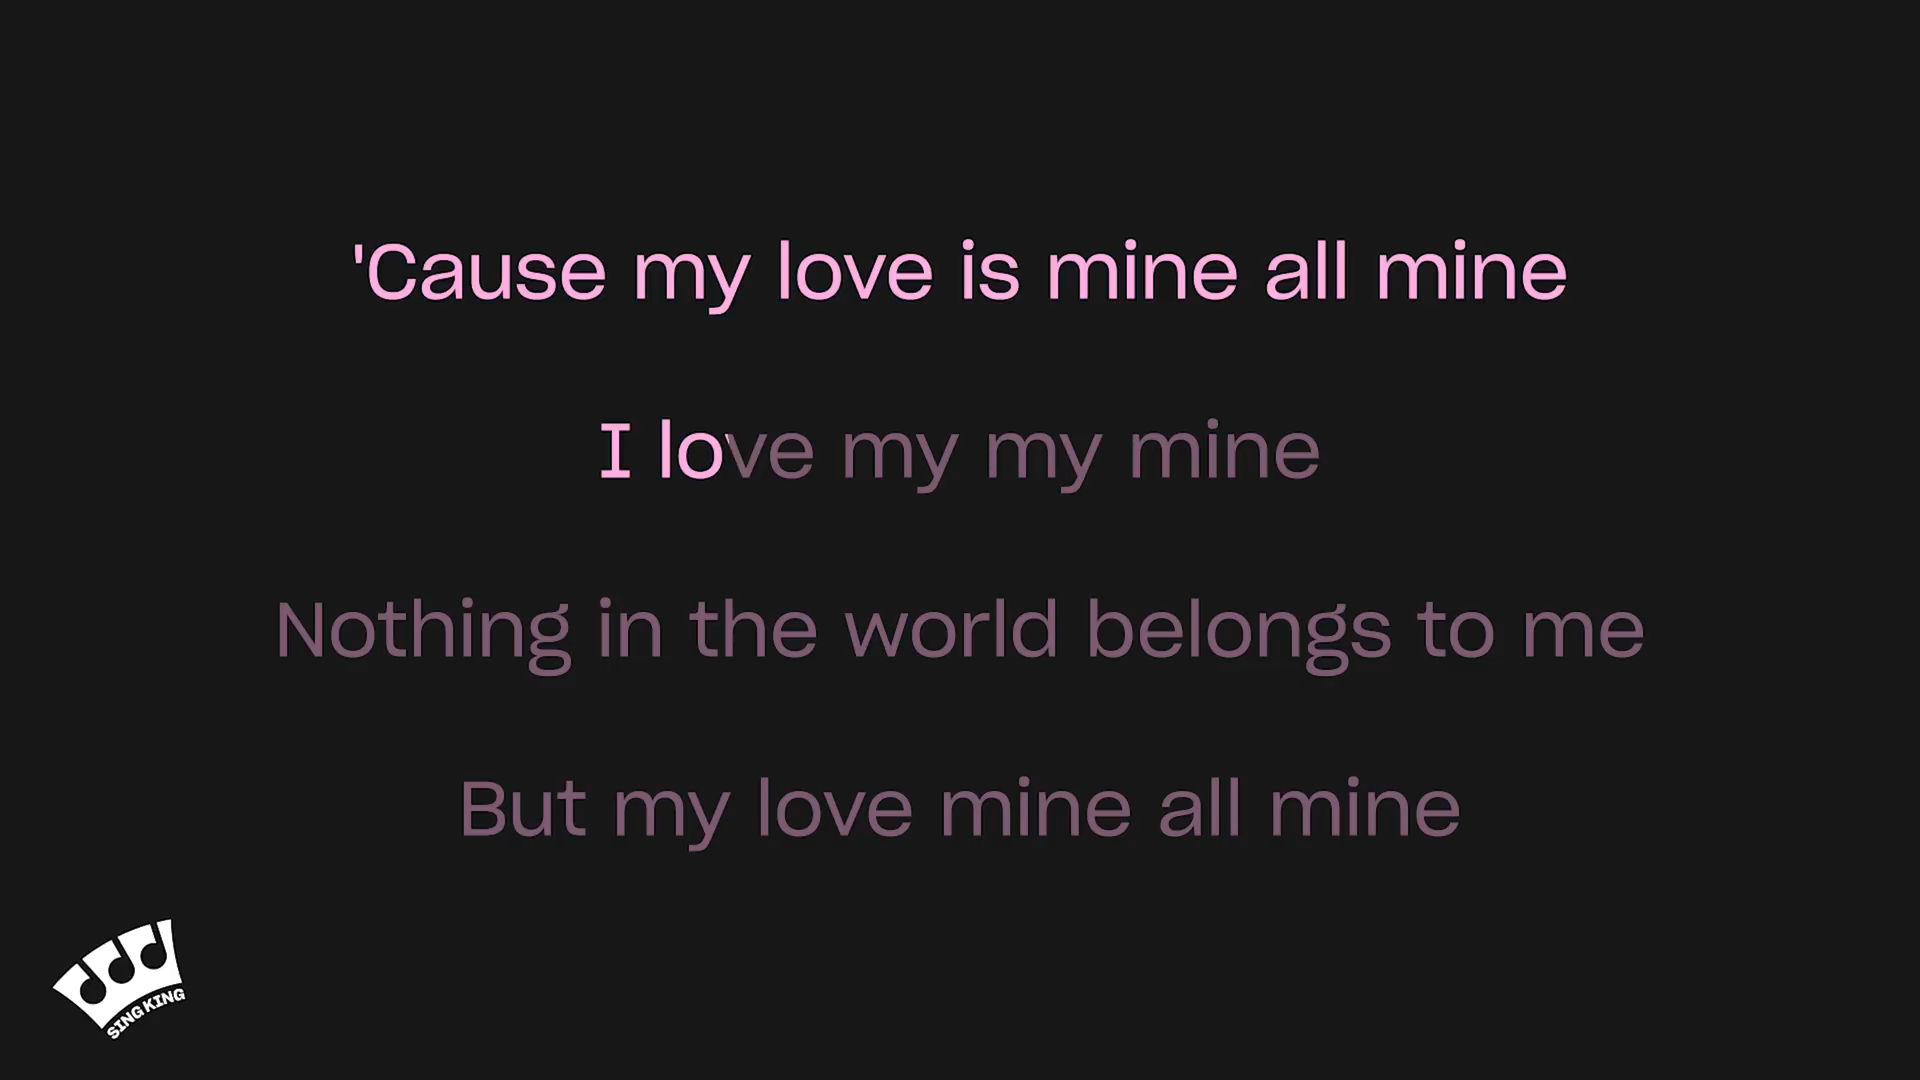 'Cause my love is mine all mine
I love my my mine
Nothing in the world belongs to me
But my love mine all mine
SING KING